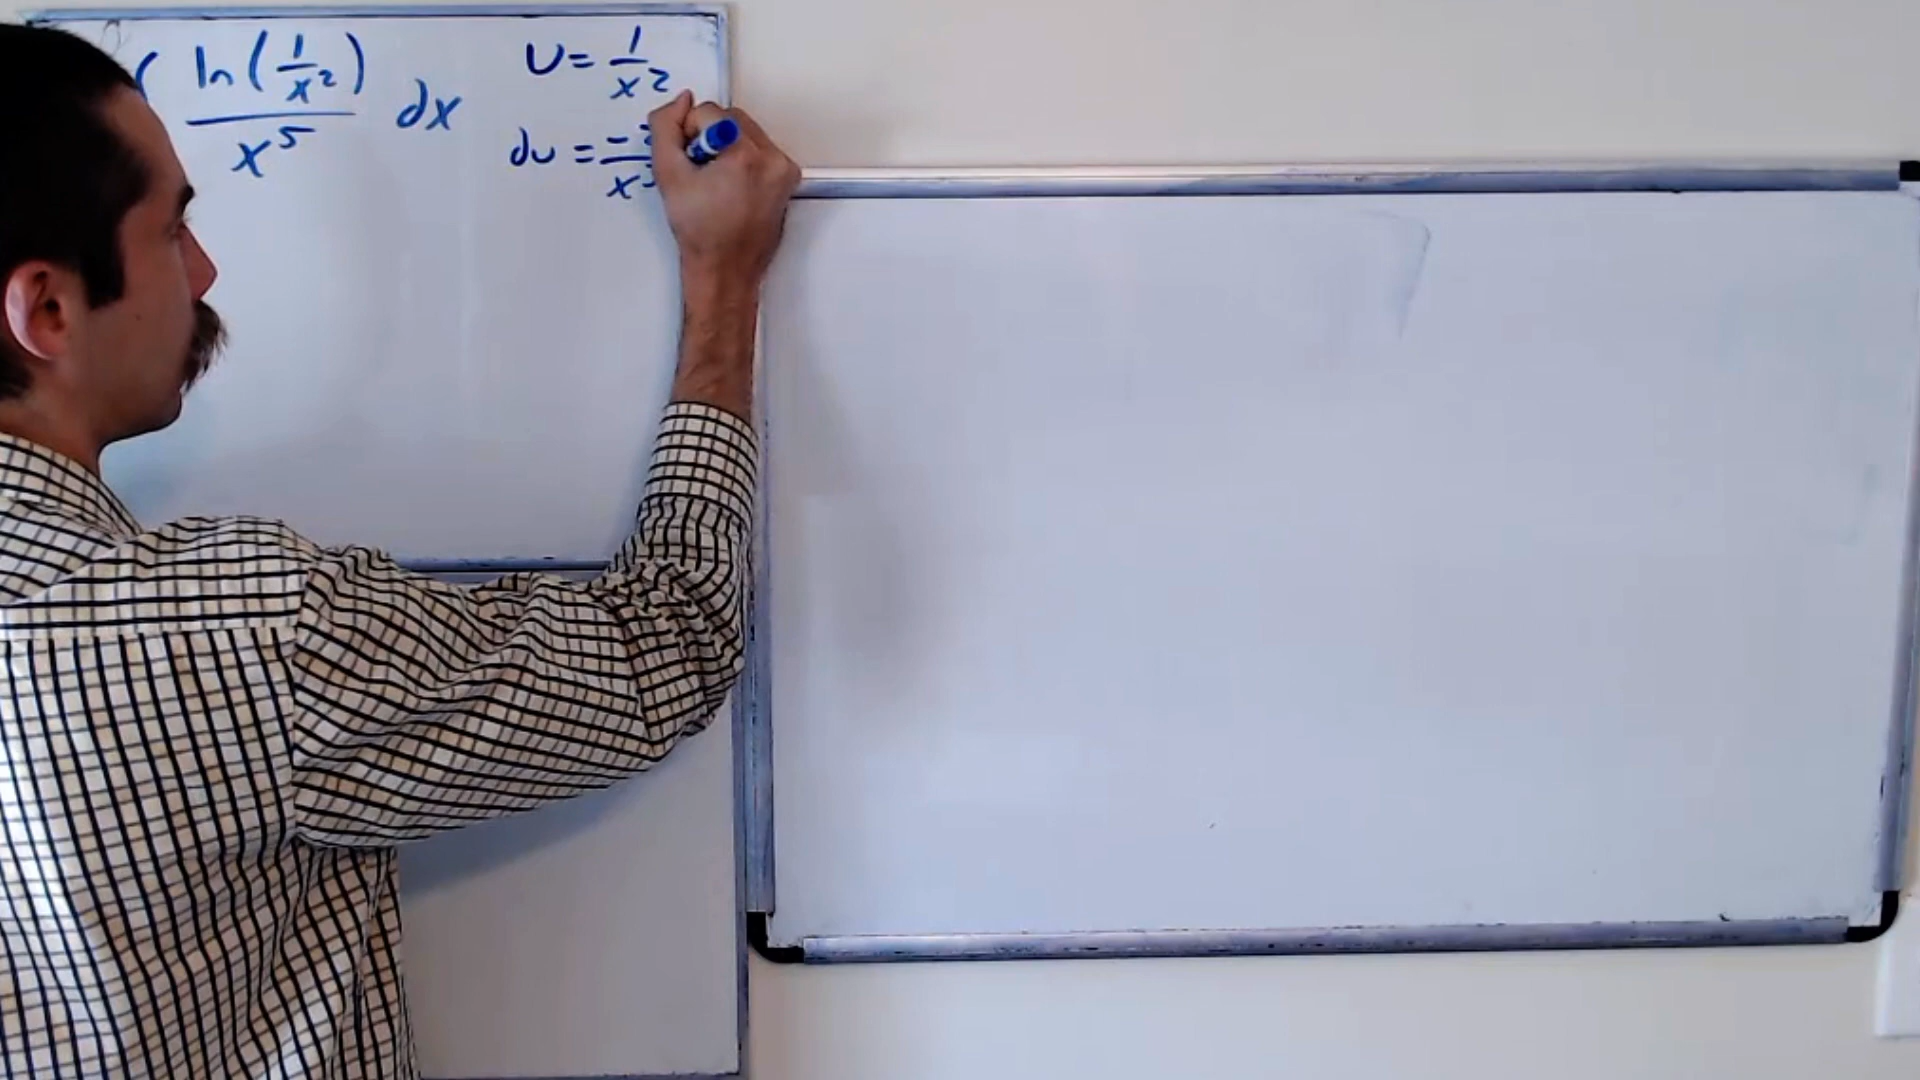 ∫ ln(1/x²)/x⁵ dx
U = 1/x²
du = -2/x³